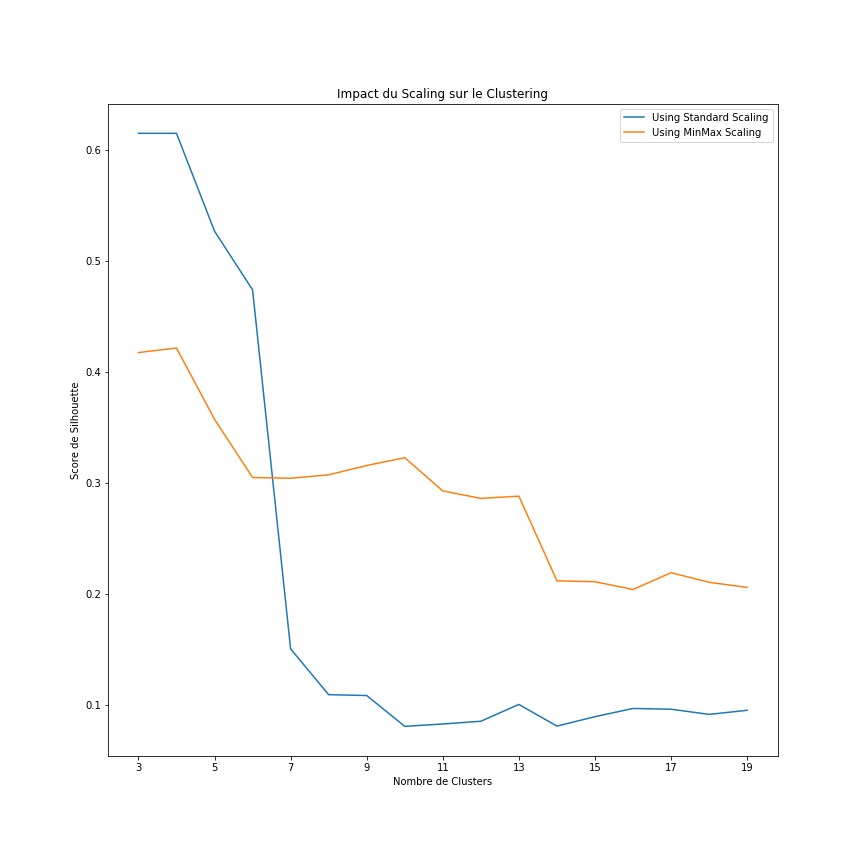 Impact du Scaling sur le Clustering
Using Standard Scaling
Using MinMax Scaling
Score de Silhouette
0.6
0.5
0.4
0.3
0.2
0.1
3 5 7 9 11 13 15 17 19
Nombre de Clusters